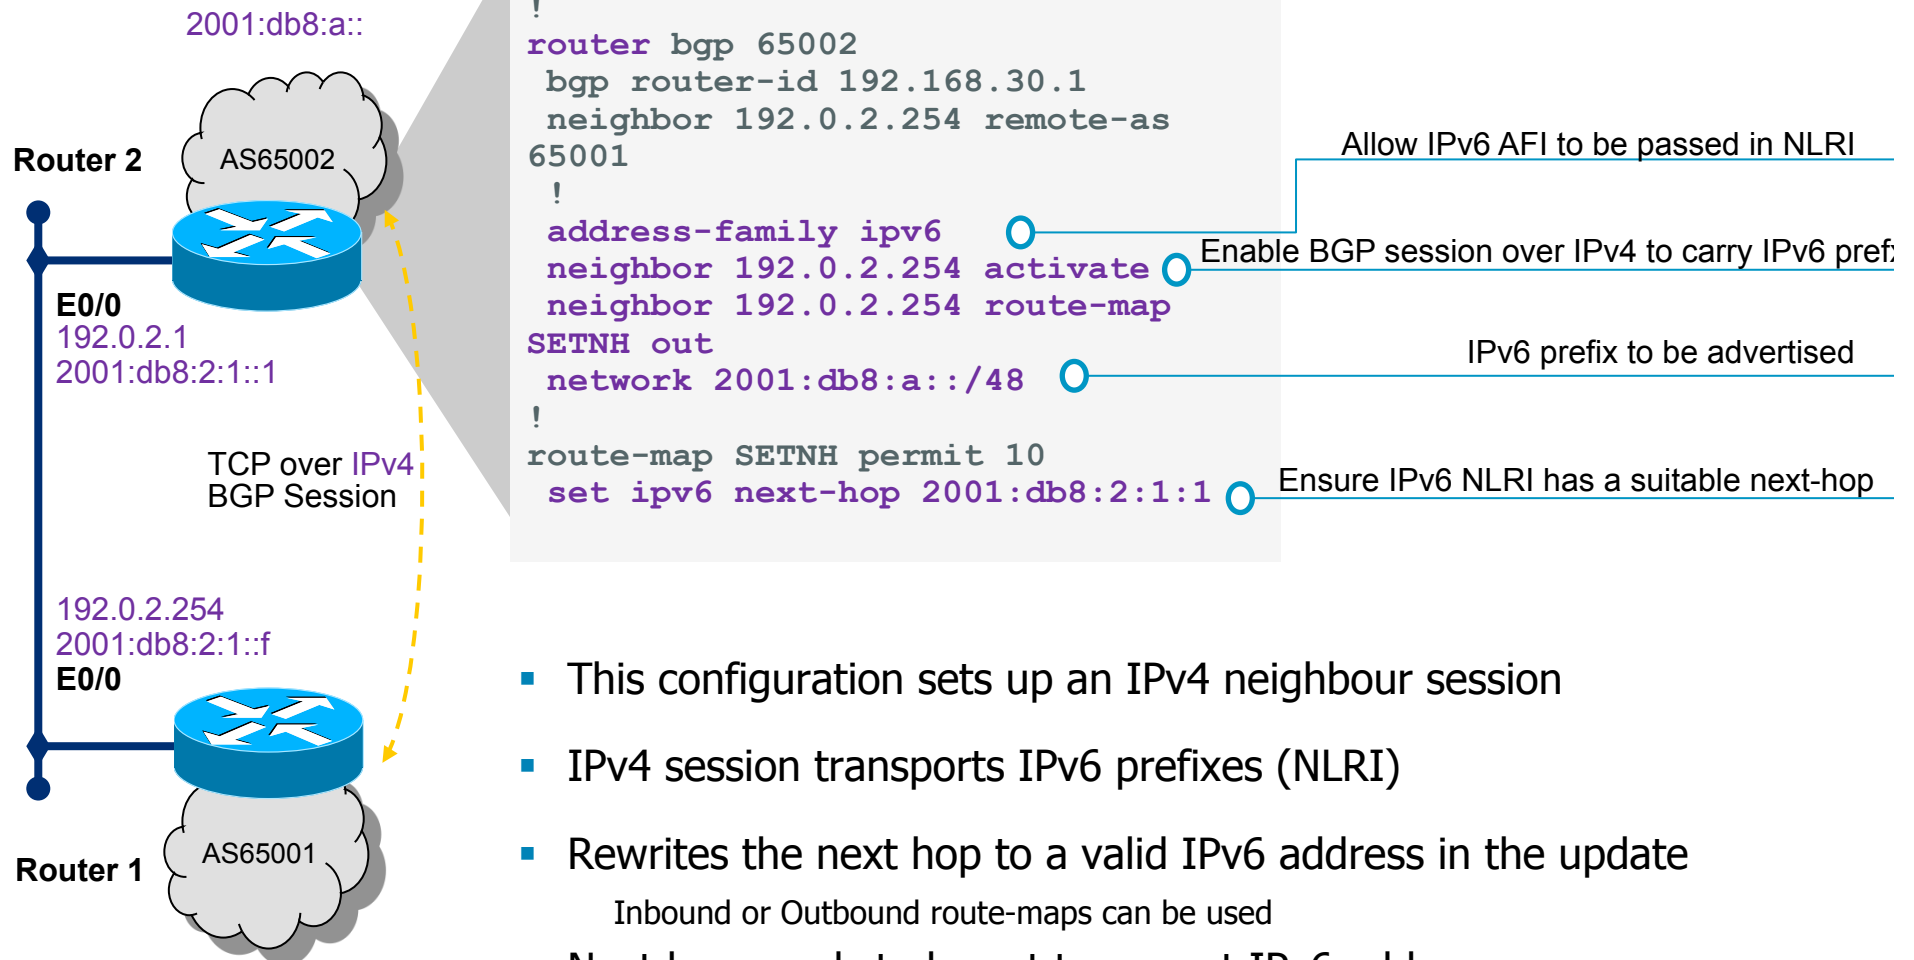 2001:db8:a::
!
router bgp 65002
bgp router-id 192.168.30.1
neighbor 192.0.2.254 remote-as
65001
!
address-family ipv6
neighbor 192.0.2.254 activate
neighbor 192.0.2.254 route-map
SETNH out
network 2001:db8:a::/48
!
route-map SETNH permit 10
set ipv6 next-hop 2001:db8:2:1:1
Allow IPv6 AFI to be passed in NLRI
Enable BGP session over IPv4 to carry IPv6
IPv6 prefix to be advertised
Ensure IPv6 NLRI has a suitable next-hop
Router 2
AS65002
E0/0
192.0.2.1
2001:db8:2:1::1
TCP over IPv4
BGP Session
192.0.2.254
2001:db8:2:1::f
E0/0
Router 1
AS65001
This configuration sets up an IPv4 neighbour session
IPv4 session transports IPv6 prefixes (NLRI)
Rewrites the next hop to a valid IPv6 address in the update
Inbound or Outbound route-maps can be used